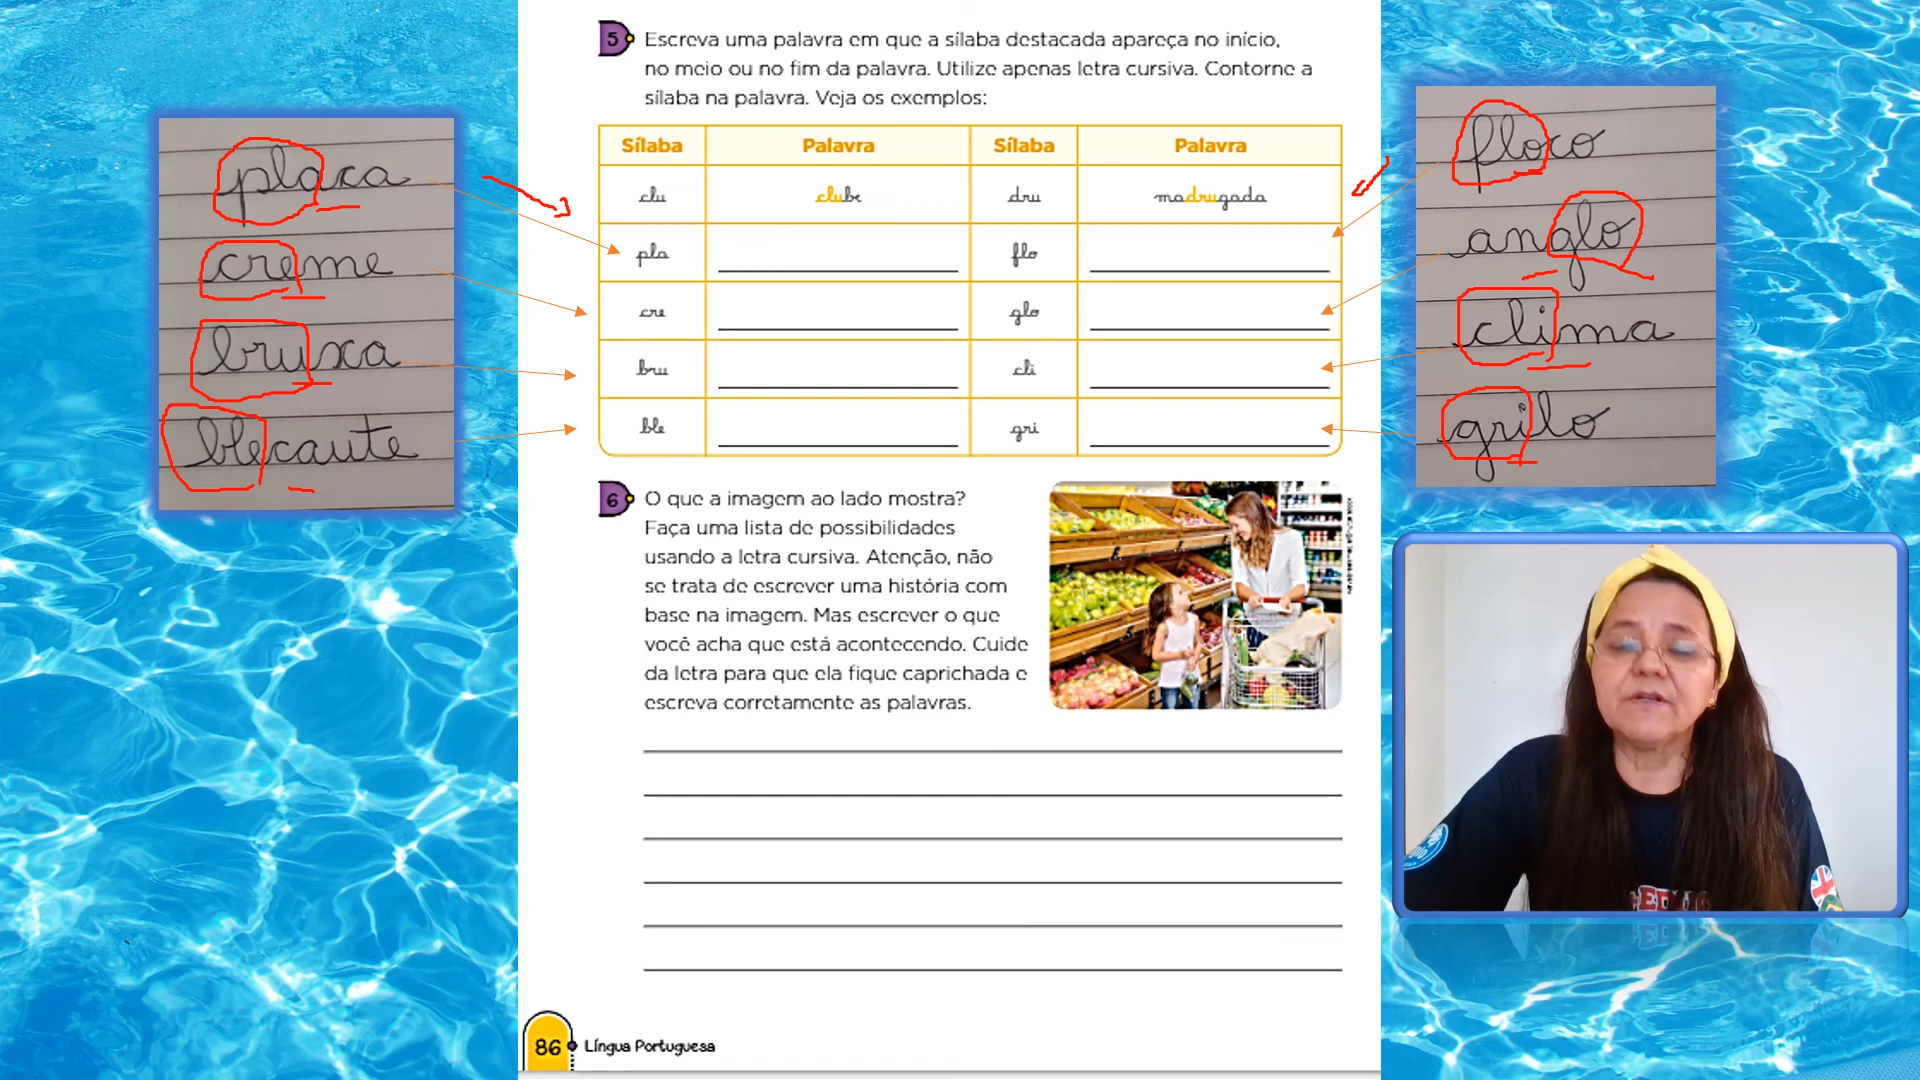 5 Escreva uma palavra em que a sílaba destacada apareça no início,
no meio ou no fim da palavra. Utilize apenas letra cursiva. Contorne a
sílaba na palavra. Veja os exemplos:
Sílaba Palavra Sílaba Palavra
clu clube dru madrugada
pla flo
cre glo
bru cli
ble gri
placa
creme
bruxa
blecaute
floco
anglo
clima
grilo
6 O que a imagem ao lado mostra?
Faça uma lista de possibilidades
usando a letra cursiva. Atenção, não
se trata de escrever uma história com
base na imagem. Mas escrever o que
você acha que está acontecendo. Cuide
da letra para que ela fique caprichada e
escreva corretamente as palavras.
86 Língua Portuguesa